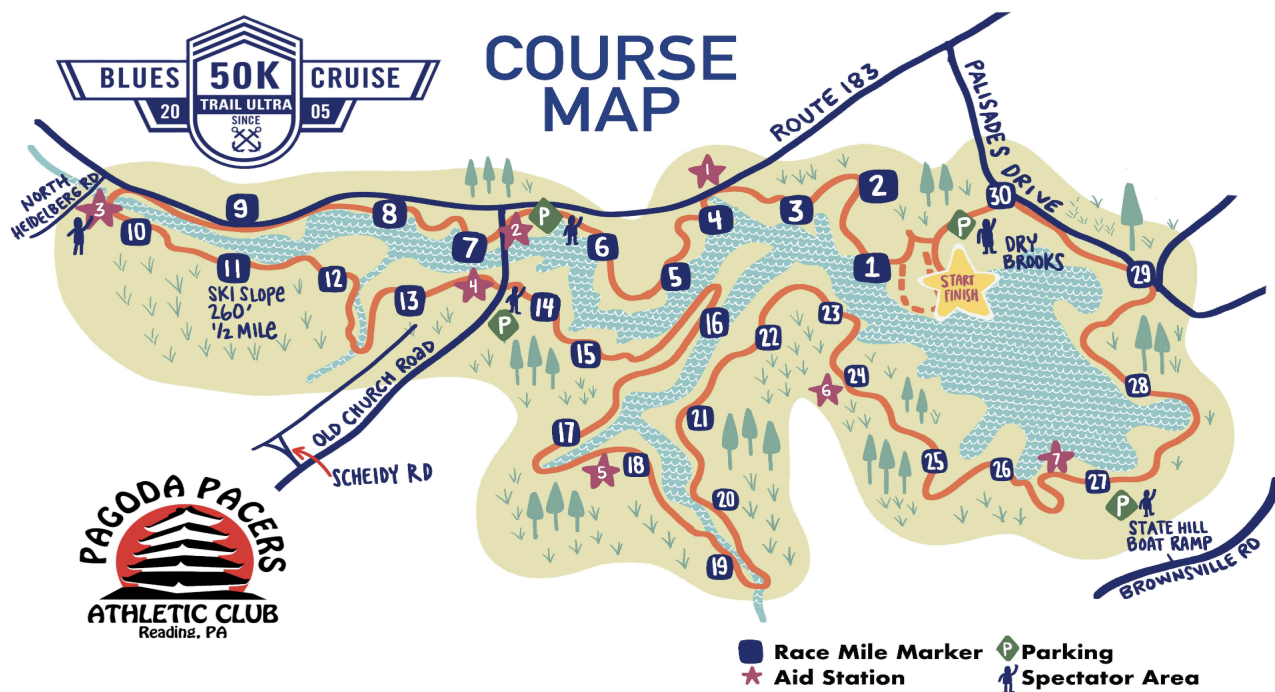 BLUES 50K CRUISE
20 TRAIL ULTRA 05
SINCE
COURSE
MAP
ROUTE 183
PALISADES DRIVE
NORTH
HEIDELBERG RD
1
2
3
4
5
6
7
8
9
10
11
SKI SLOPE
260'
1/2 MILE
12
13
14
15
16
17
18
19
20
21
22
23
24
25
26
27
28
29
30
1
2
3
4
5
6
7
P
P
P
P
DRY
BROOKS
START
FINISH
OLD CHURCH ROAD
SCHEIDY RD
STATE HILL
BOAT RAMP
BROWNSVILLE RD
PAGODA PACERS
ATHLETIC CLUB
Reading, PA
Race Mile Marker
P Parking
Aid Station
Spectator Area